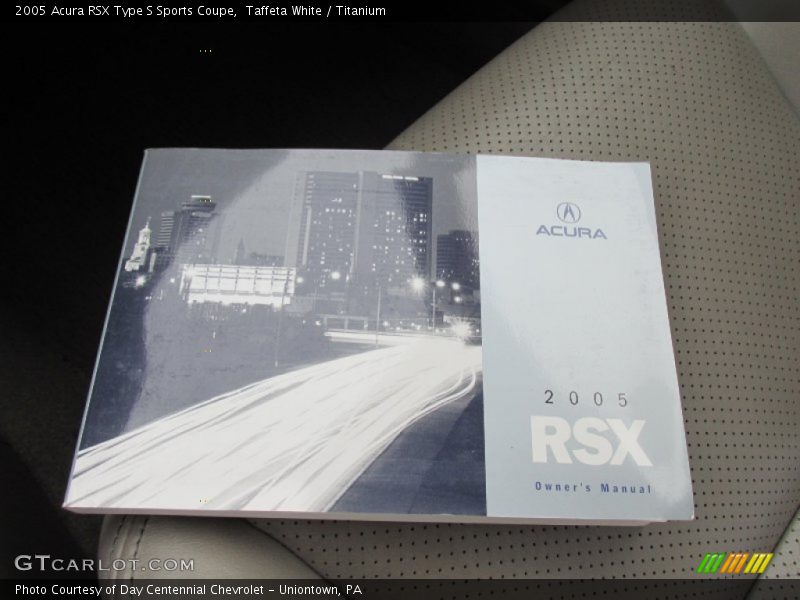 2005 Acura RSX Type S Sports Coupe,  Taffeta White / Titanium
ACURA
2005
RSX
Owner's Manual
GTCARLOT.COM
Photo Courtesy of Day Centennial Chevrolet - Uniontown, PA